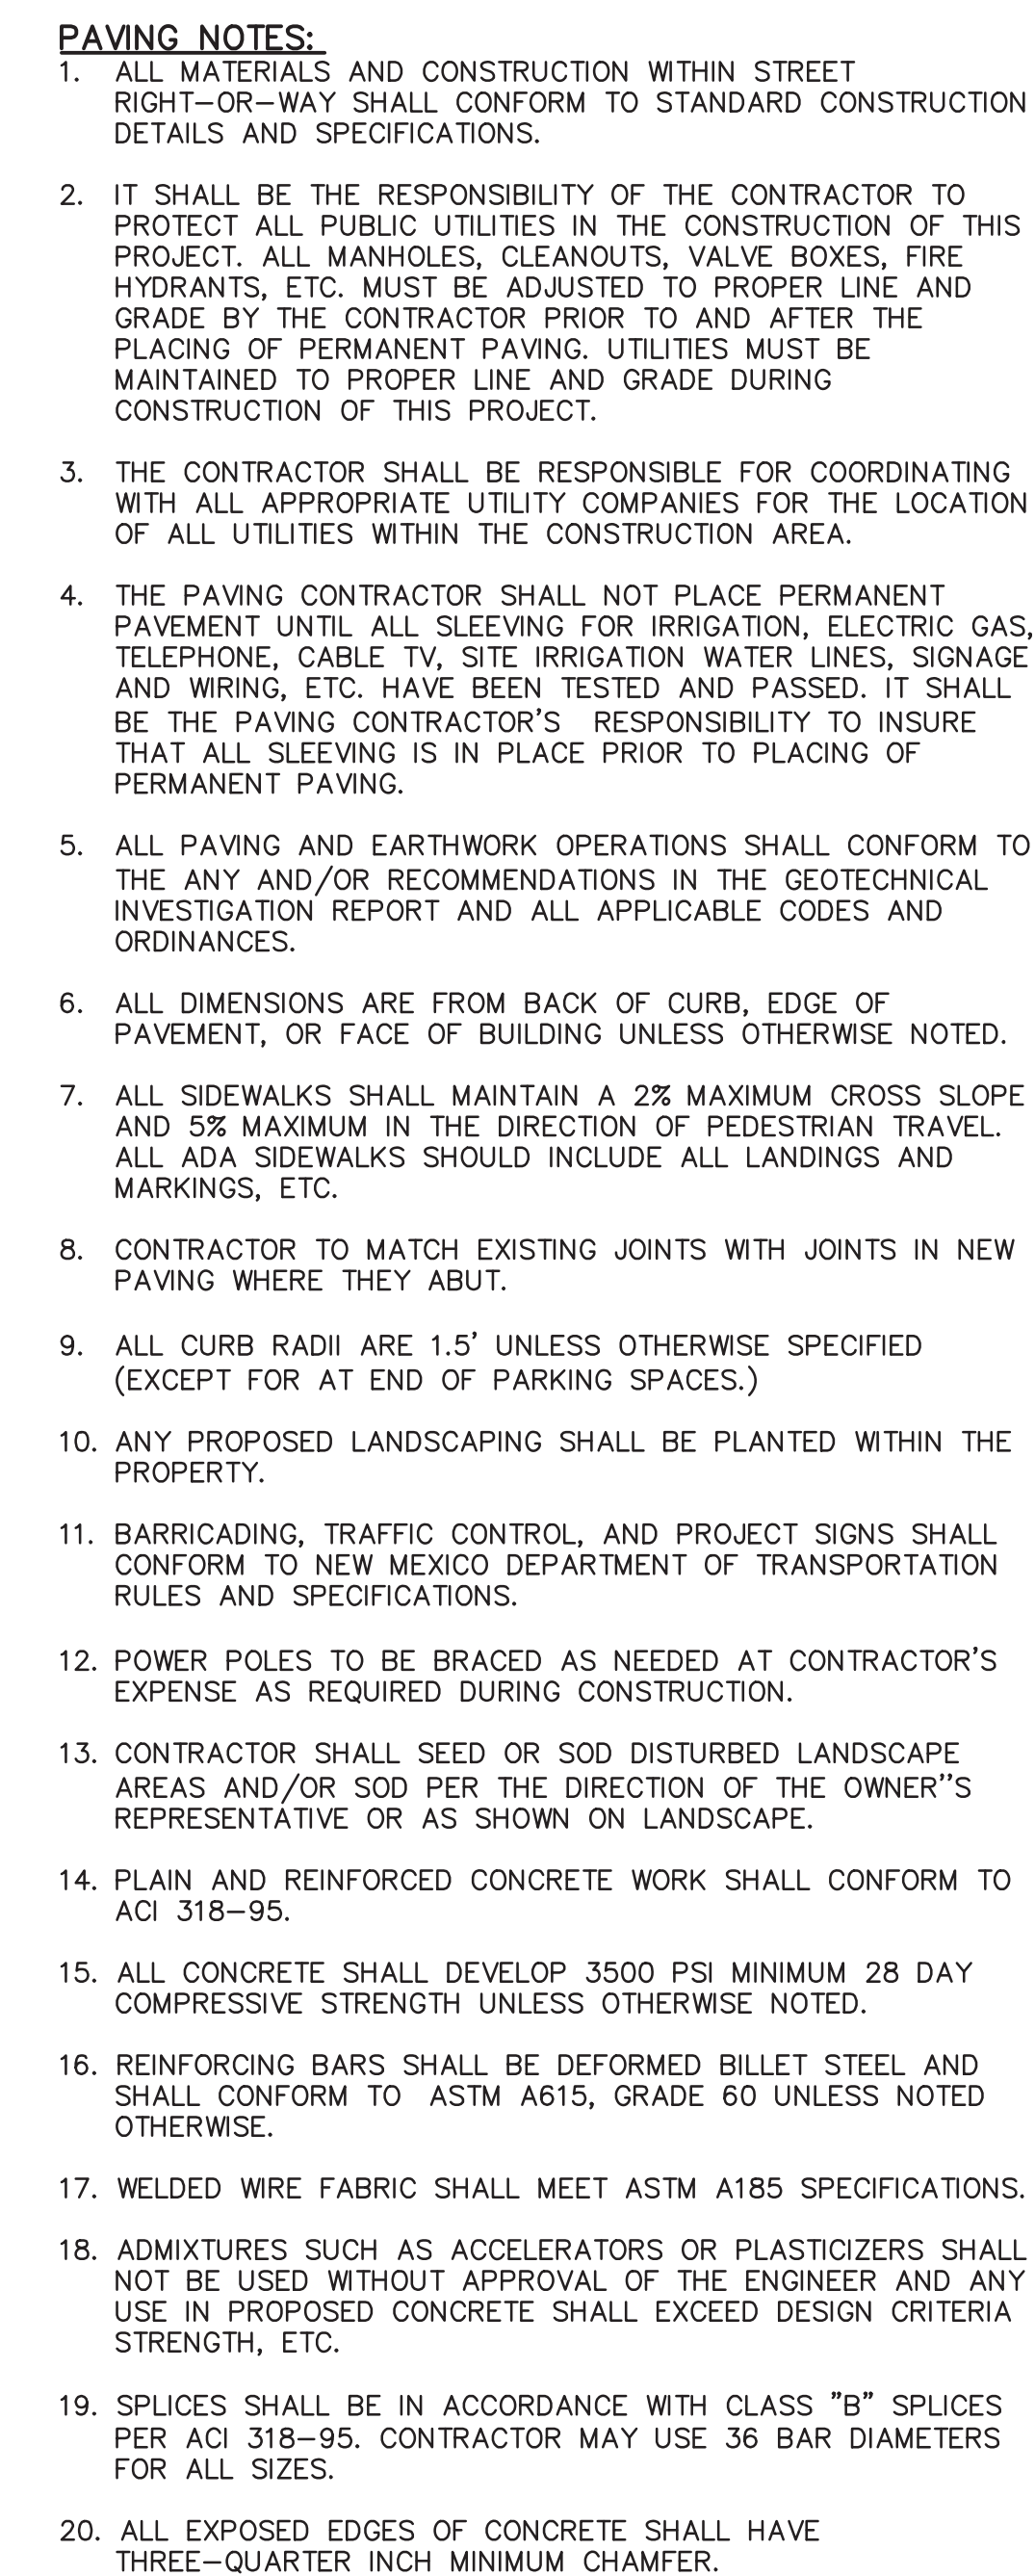 PAVING NOTES:
1. ALL MATERIALS AND CONSTRUCTION WITHIN STREET
RIGHT-OR-WAY SHALL CONFORM TO STANDARD CONSTRUCTION
DETAILS AND SPECIFICATIONS.
2. IT SHALL BE THE RESPONSIBILITY OF THE CONTRACTOR TO
PROTECT ALL PUBLIC UTILITIES IN THE CONSTRUCTION OF THIS
PROJECT. ALL MANHOLES, CLEANOUTS, VALVE BOXES, FIRE
HYDRANTS, ETC. MUST BE ADJUSTED TO PROPER LINE AND
GRADE BY THE CONTRACTOR PRIOR TO AND AFTER THE
PLACING OF PERMANENT PAVING. UTILITIES MUST BE
MAINTAINED TO PROPER LINE AND GRADE DURING
CONSTRUCTION OF THIS PROJECT.
3. THE CONTRACTOR SHALL BE RESPONSIBLE FOR COORDINATING
WITH ALL APPROPRIATE UTILITY COMPANIES FOR THE LOCATION
OF ALL UTILITIES WITHIN THE CONSTRUCTION AREA.
4. THE PAVING CONTRACTOR SHALL NOT PLACE PERMANENT
PAVEMENT UNTIL ALL SLEEVING FOR IRRIGATION, ELECTRIC GAS,
TELEPHONE, CABLE TV, SITE IRRIGATION WATER LINES, SIGNAGE
AND WIRING, ETC. HAVE BEEN TESTED AND PASSED. IT SHALL
BE THE PAVING CONTRACTOR'S RESPONSIBILITY TO INSURE
THAT ALL SLEEVING IS IN PLACE PRIOR TO PLACING OF
PERMANENT PAVING.
5. ALL PAVING AND EARTHWORK OPERATIONS SHALL CONFORM TO
THE ANY AND/OR RECOMMENDATIONS IN THE GEOTECHNICAL
INVESTIGATION REPORT AND ALL APPLICABLE CODES AND
ORDINANCES.
6. ALL DIMENSIONS ARE FROM BACK OF CURB, EDGE OF
PAVEMENT, OR FACE OF BUILDING UNLESS OTHERWISE NOTED.
7. ALL SIDEWALKS SHALL MAINTAIN A 2% MAXIMUM CROSS SLOPE
AND 5% MAXIMUM IN THE DIRECTION OF PEDESTRIAN TRAVEL.
ALL ADA SIDEWALKS SHOULD INCLUDE ALL LANDINGS AND
MARKINGS, ETC.
8. CONTRACTOR TO MATCH EXISTING JOINTS WITH JOINTS IN NEW
PAVING WHERE THEY ABUT.
9. ALL CURB RADII ARE 1.5' UNLESS OTHERWISE SPECIFIED
(EXCEPT FOR AT END OF PARKING SPACES.)
10. ANY PROPOSED LANDSCAPING SHALL BE PLANTED WITHIN THE
PROPERTY.
11. BARRICADING, TRAFFIC CONTROL, AND PROJECT SIGNS SHALL
CONFORM TO NEW MEXICO DEPARTMENT OF TRANSPORTATION
RULES AND SPECIFICATIONS.
12. POWER POLES TO BE BRACED AS NEEDED AT CONTRACTOR'S
EXPENSE AS REQUIRED DURING CONSTRUCTION.
13. CONTRACTOR SHALL SEED OR SOD DISTURBED LANDSCAPE
AREAS AND/OR SOD PER THE DIRECTION OF THE OWNER''S
REPRESENTATIVE OR AS SHOWN ON LANDSCAPE.
14. PLAIN AND REINFORCED CONCRETE WORK SHALL CONFORM TO
ACI 318-95.
15. ALL CONCRETE SHALL DEVELOP 3500 PSI MINIMUM 28 DAY
COMPRESSIVE STRENGTH UNLESS OTHERWISE NOTED.
16. REINFORCING BARS SHALL BE DEFORMED BILLET STEEL AND
SHALL CONFORM TO ASTM A615, GRADE 60 UNLESS NOTED
OTHERWISE.
17. WELDED WIRE FABRIC SHALL MEET ASTM A185 SPECIFICATIONS.
18. ADMIXTURES SUCH AS ACCELERATORS OR PLASTICIZERS SHALL
NOT BE USED WITHOUT APPROVAL OF THE ENGINEER AND ANY
USE IN PROPOSED CONCRETE SHALL EXCEED DESIGN CRITERIA
STRENGTH, ETC.
19. SPLICES SHALL BE IN ACCORDANCE WITH CLASS "B" SPLICES
PER ACI 318-95. CONTRACTOR MAY USE 36 BAR DIAMETERS
FOR ALL SIZES.
20. ALL EXPOSED EDGES OF CONCRETE SHALL HAVE
THREE-QUARTER INCH MINIMUM CHAMFER.